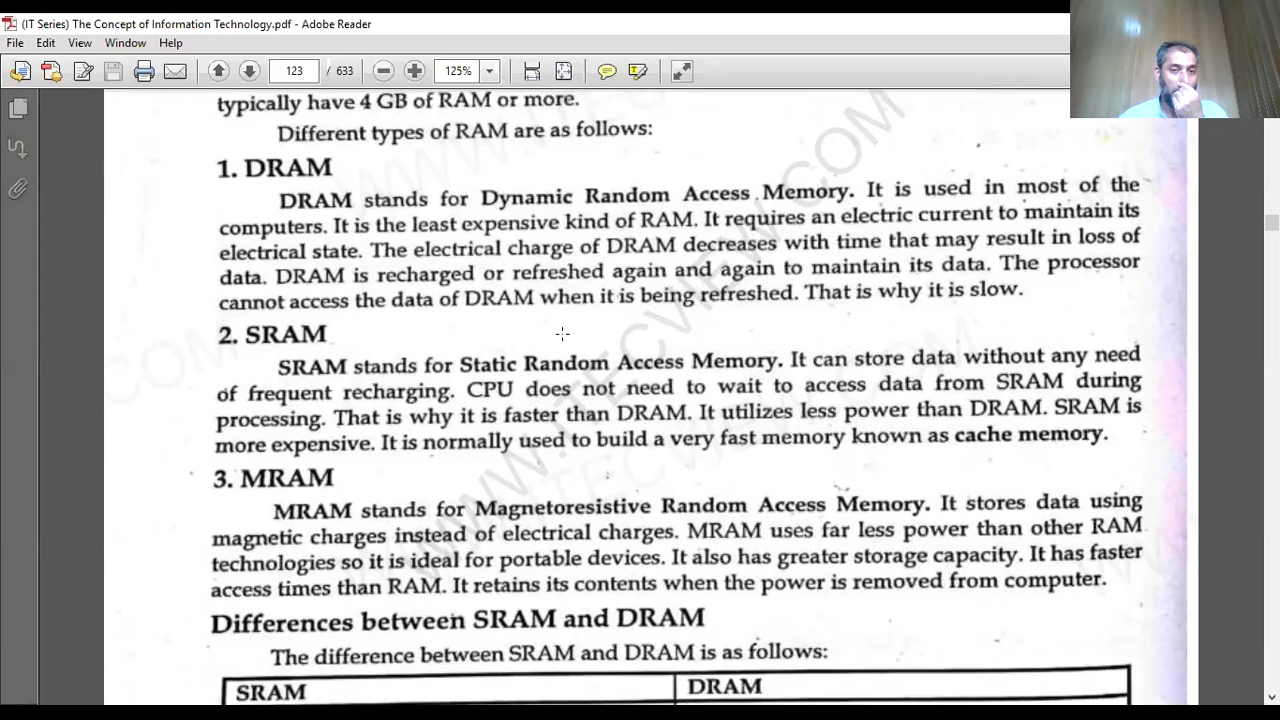 (IT Series) The Concept of Information Technology.pdf - Adobe Reader
File Edit View Window Help
123 / 633 125%
typically have 4 GB of RAM or more.
Different types of RAM are as follows:
1. DRAM
DRAM stands for Dynamic Random Access Memory. It is used in most of the
computers. It is the least expensive kind of RAM. It requires an electric current to maintain its
electrical state. The electrical charge of DRAM decreases with time that may result in loss of
data. DRAM is recharged or refreshed again and again to maintain its data. The processor
cannot access the data of DRAM when it is being refreshed. That is why it is slow.
2. SRAM
SRAM stands for Static Random Access Memory. It can store data without any need
of frequent recharging. CPU does not need to wait to access data from SRAM during
processing. That is why it is faster than DRAM. It utilizes less power than DRAM. SRAM is
more expensive. It is normally used to build a very fast memory known as cache memory.
3. MRAM
MRAM stands for Magnetoresistive Random Access Memory. It stores data using
magnetic charges instead of electrical charges. MRAM uses far less power than other RAM
technologies so it is ideal for portable devices. It also has greater storage capacity. It has faster
access times than RAM. It retains its contents when the power is removed from computer.
Differences between SRAM and DRAM
The difference between SRAM and DRAM is as follows:
SRAM DRAM
WWW.ITECVIEW.COM